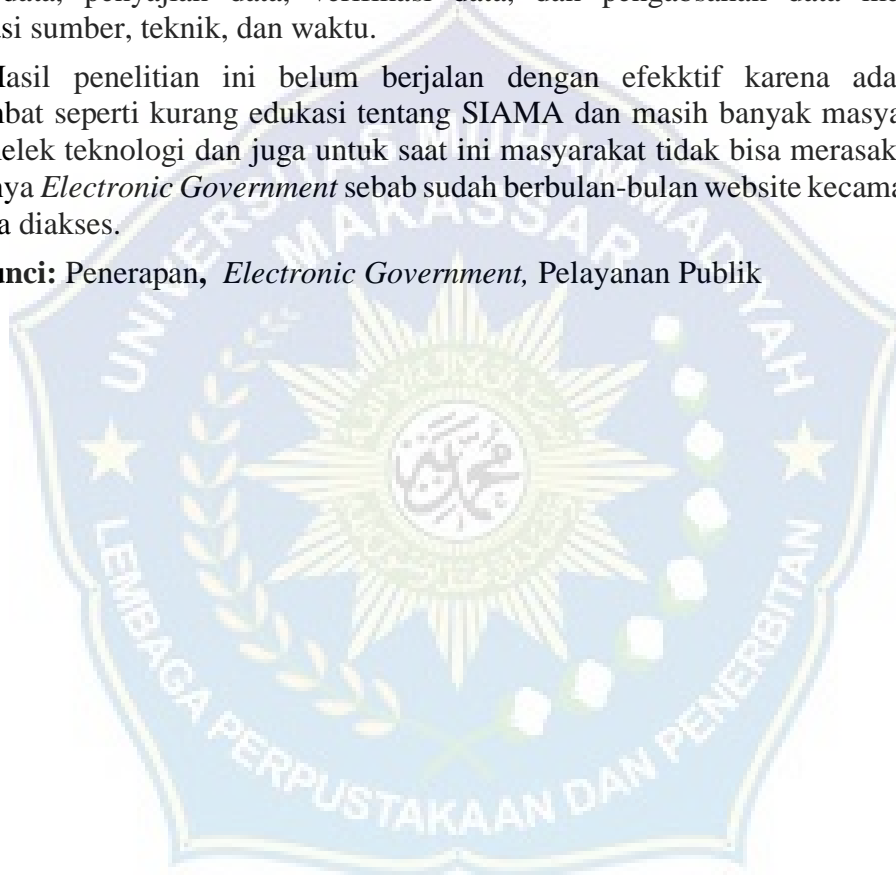 data, penyajian data, verifikasi data, dan pengabsahan data
si sumber, teknik, dan waktu.
Hasil penelitian ini belum berjalan dengan efekktif karena ada
bat seperti kurang edukasi tentang SIAMA dan masih banyak masya
elek teknologi dan juga untuk saat ini masyarakat tidak bisa merasak
nya Electronic Government sebab sudah berbulan-bulan website kecama
a diakses.
unci: Penerapan, Electronic Government, Pelayanan Publik
UNIVERSITAS MUHAMMADIYAH
MAKASSAR
LEMBAGA PERPUSTAKAAN DAN PENERBITAN